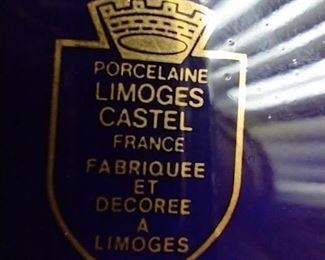 PORCELAINE
LIMOGES
CASTEL
FRANCE
FABRIQUEE
ET
DECOREE
A
LIMOGES